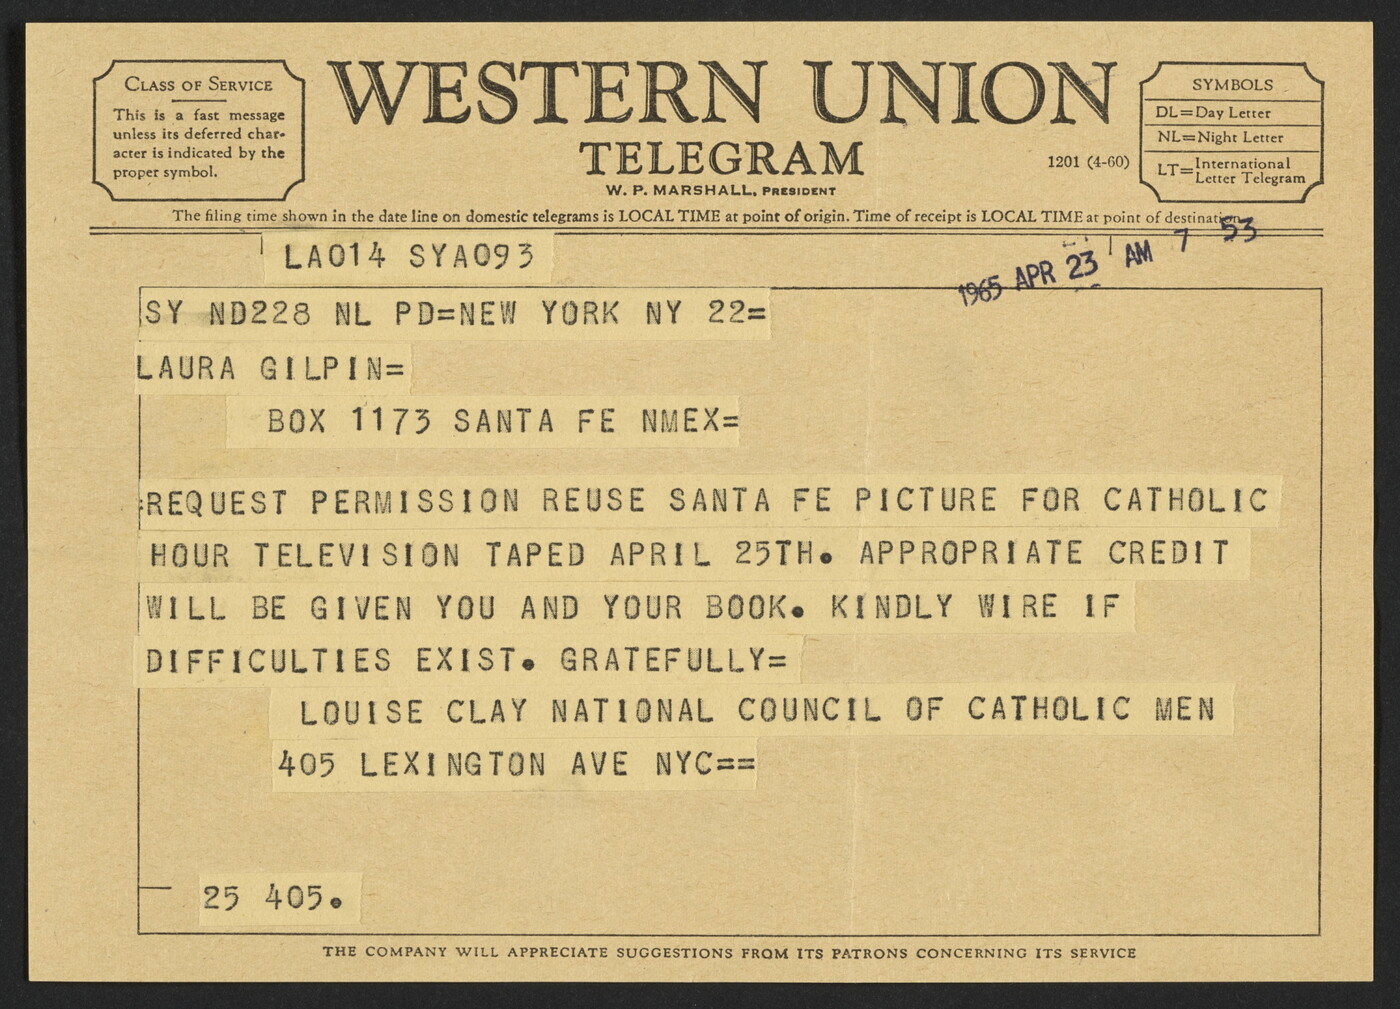 CLASS OF SERVICE
This is a fast message
unless its deferred char-
acter is indicated by the
proper symbol.
WESTERN UNION
TELEGRAM
W. P. MARSHALL, PRESIDENT
1201 (4-60)
SYMBOLS
DL=Day Letter
NL=Night Letter
LT=International Letter Telegram
The filing time shown in the date line on domestic telegrams is LOCAL TIME at point of origin. Time of receipt is LOCAL TIME at point of destination
1965 APR 23 AM 7 53
LA014 SYA093
SY ND228 NL PD=NEW YORK NY 22=
LAURA GILPIN=
BOX 1173 SANTA FE NMEX=
:REQUEST PERMISSION REUSE SANTA FE PICTURE FOR CATHOLIC
HOUR TELEVISION TAPED APRIL 25TH. APPROPRIATE CREDIT
WILL BE GIVEN YOU AND YOUR BOOK. KINDLY WIRE IF
DIFFICULTIES EXIST. GRATEFULLY=
LOUISE CLAY NATIONAL COUNCIL OF CATHOLIC MEN
405 LEXINGTON AVE NYC==
25 405.
THE COMPANY WILL APPRECIATE SUGGESTIONS FROM ITS PATRONS CONCERNING ITS SERVICE